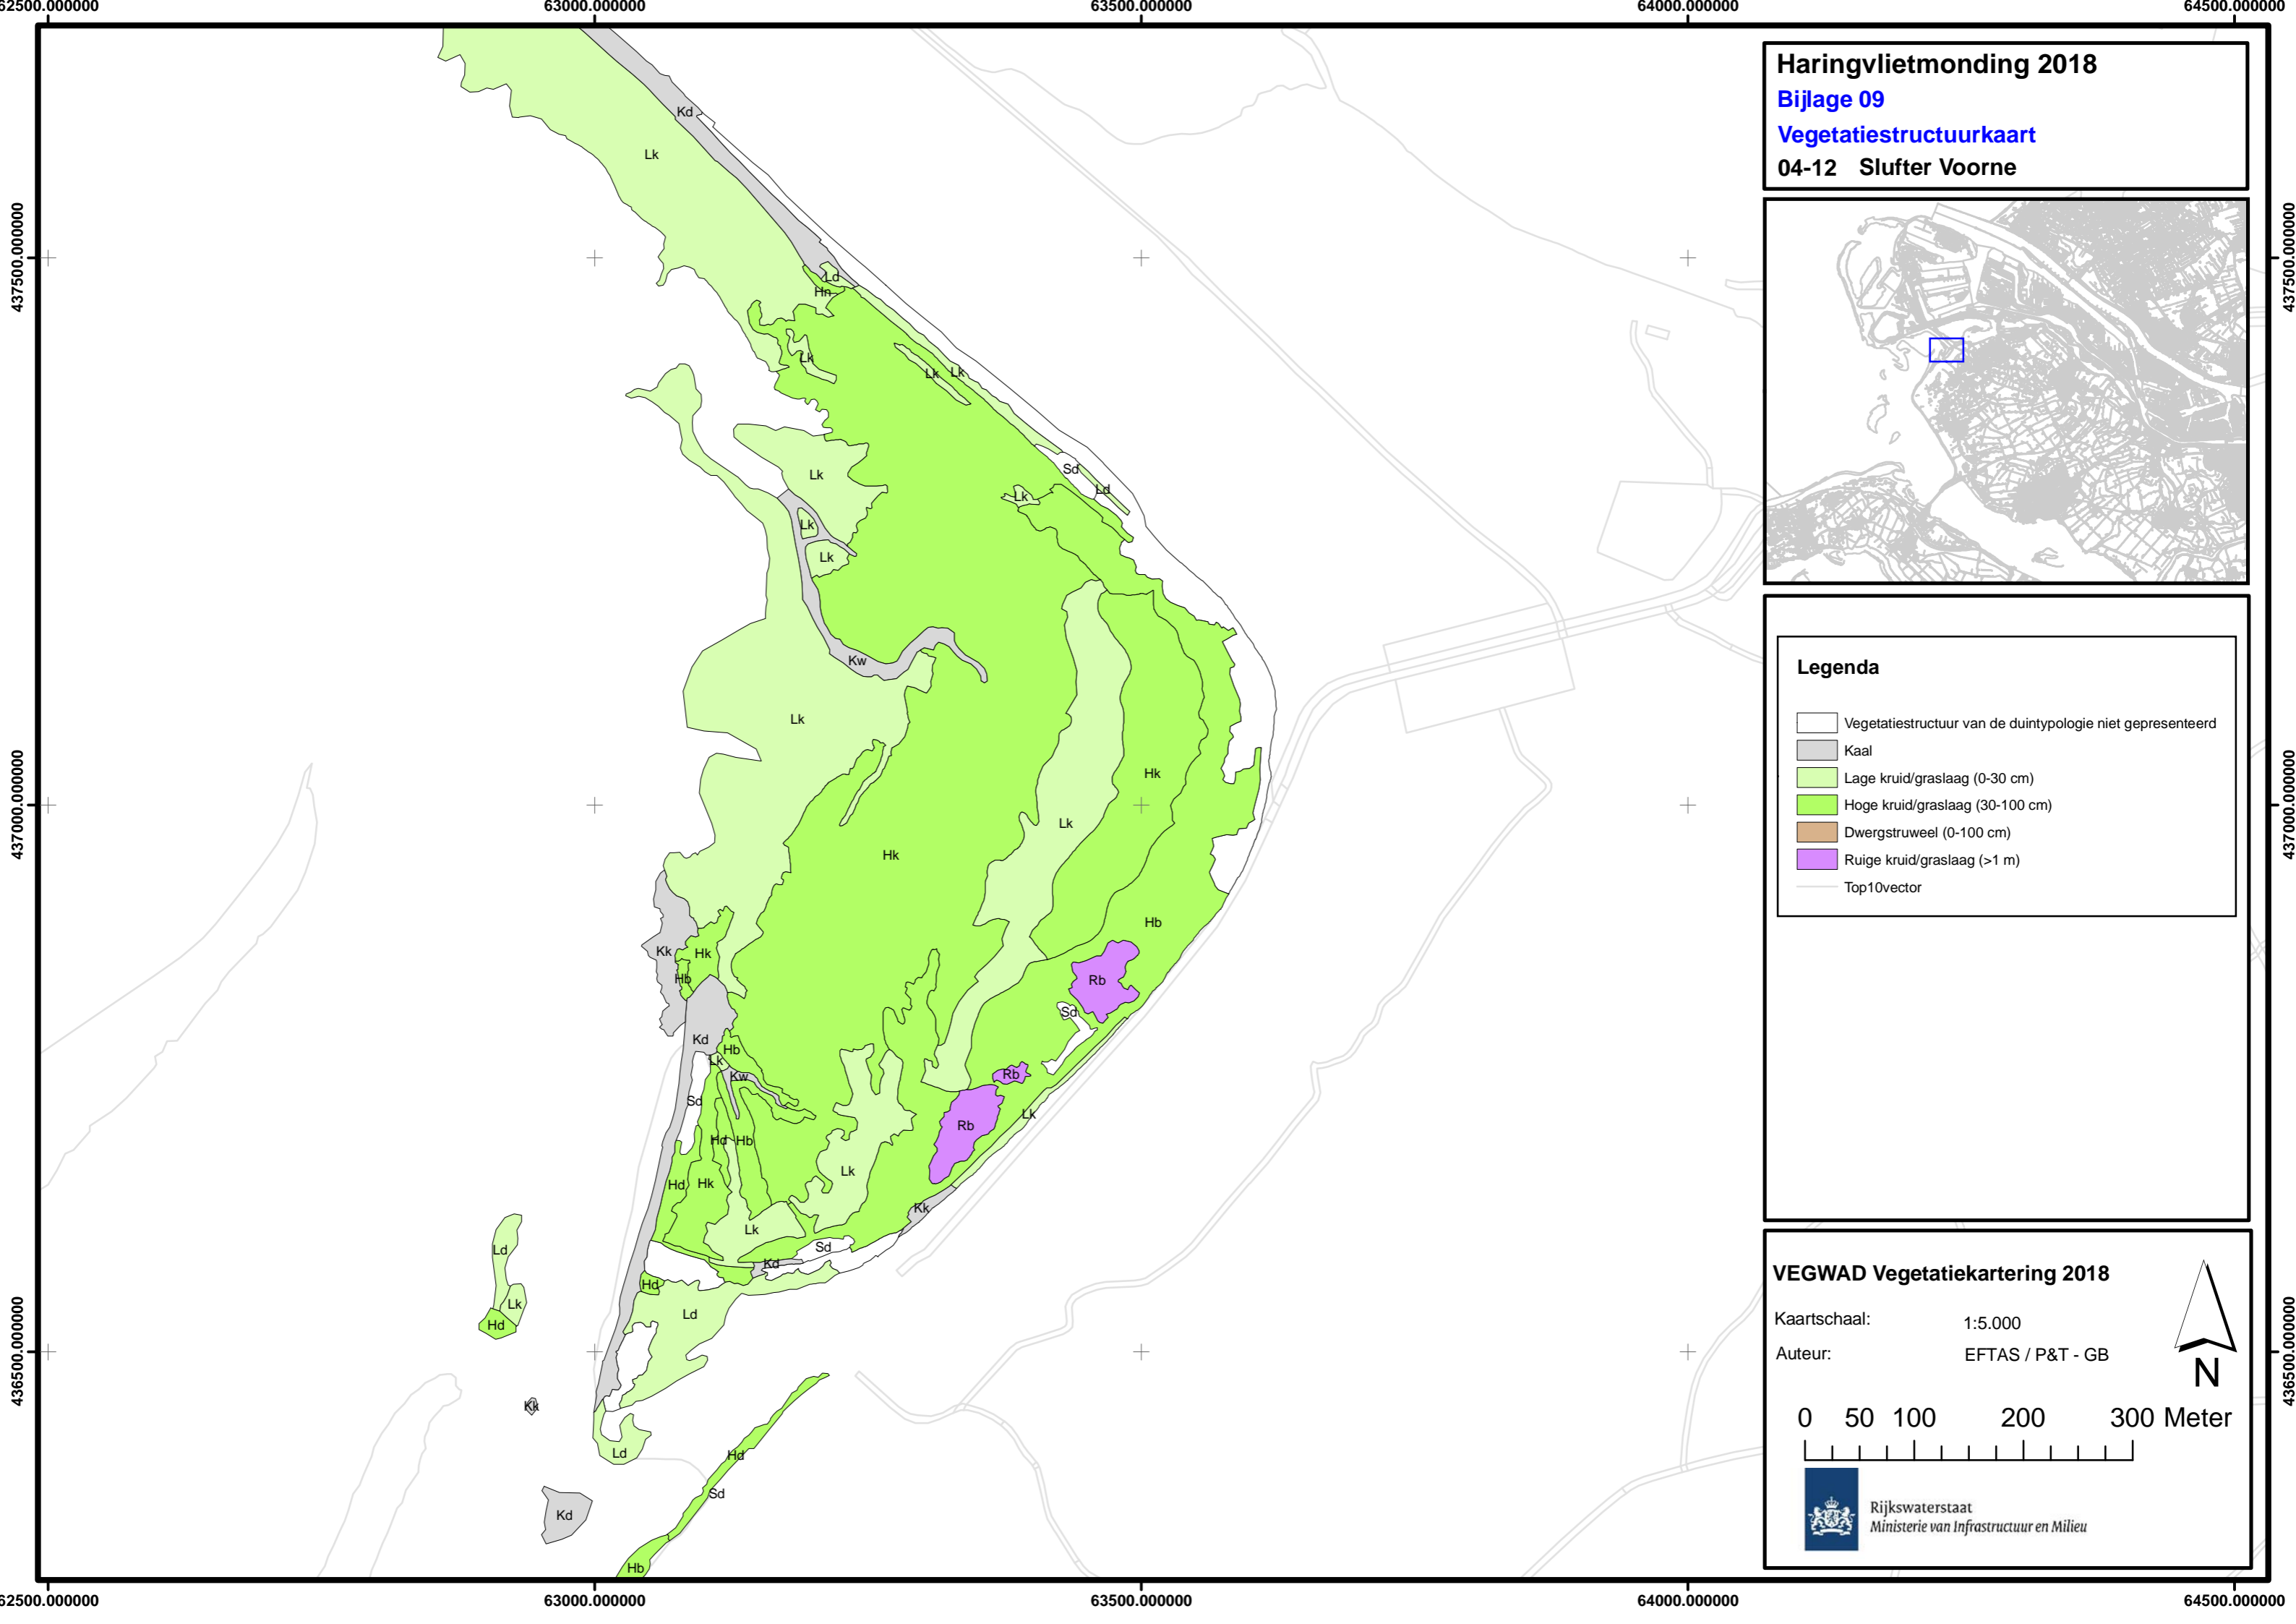 62500.000000 63000.000000 63500.000000 64000.000000 64500.000000
Haringvlietmonding 2018
Bijlage 09
Vegetatiestructuurkaart
04-12 Slufter Voorne
437500.000000
437500.000000
437000.000000
437000.000000
436500.000000
436500.000000
Kd
Lk
Ld
Hn
Lk
Lk
Lk
Sd
Lk
Ld
Lk
Lk
Lk
Kw
Lk
Hk
Lk
Hk
Hb
Kk
Hk
Hb
Rb
Sd
Kd
Hb
Lk
Kw
Rb
Sd
Lk
Rb
Hd
Hb
Lk
Hd
Hk
Kk
Lk
Sd
Ld
Kd
Hd
Lk
Ld
Hd
Kk
Ld
Hd
Sd
Kd
Hb
Legenda
Vegetatiestructuur van de duintypologie niet gepresenteerd
Kaal
Lage kruid/graslaag (0-30 cm)
Hoge kruid/graslaag (30-100 cm)
Dwergstruweel (0-100 cm)
Ruige kruid/graslaag (>1 m)
Top10vector
VEGWAD Vegetatiekartering 2018
Kaartschaal: 1:5.000
Auteur: EFTAS / P&T - GB
N
0 50 100 200 300 Meter
Rijkswaterstaat
Ministerie van Infrastructuur en Milieu
62500.000000 63000.000000 63500.000000 64000.000000 64500.000000